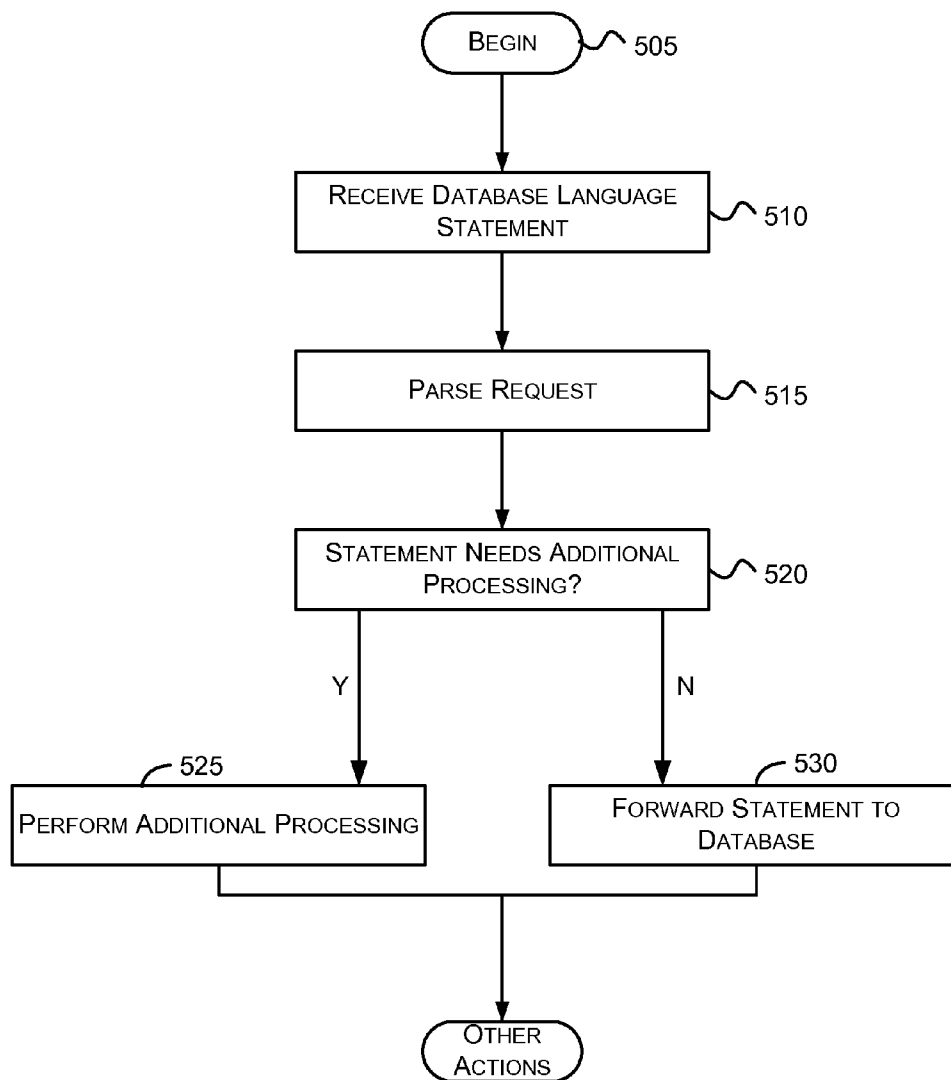 BEGIN
505
RECEIVE DATABASE LANGUAGE
STATEMENT
510
PARSE REQUEST
515
STATEMENT NEEDS ADDITIONAL
PROCESSING?
520
Y
N
525
530
PERFORM ADDITIONAL PROCESSING
FORWARD STATEMENT TO
DATABASE
OTHER
ACTIONS